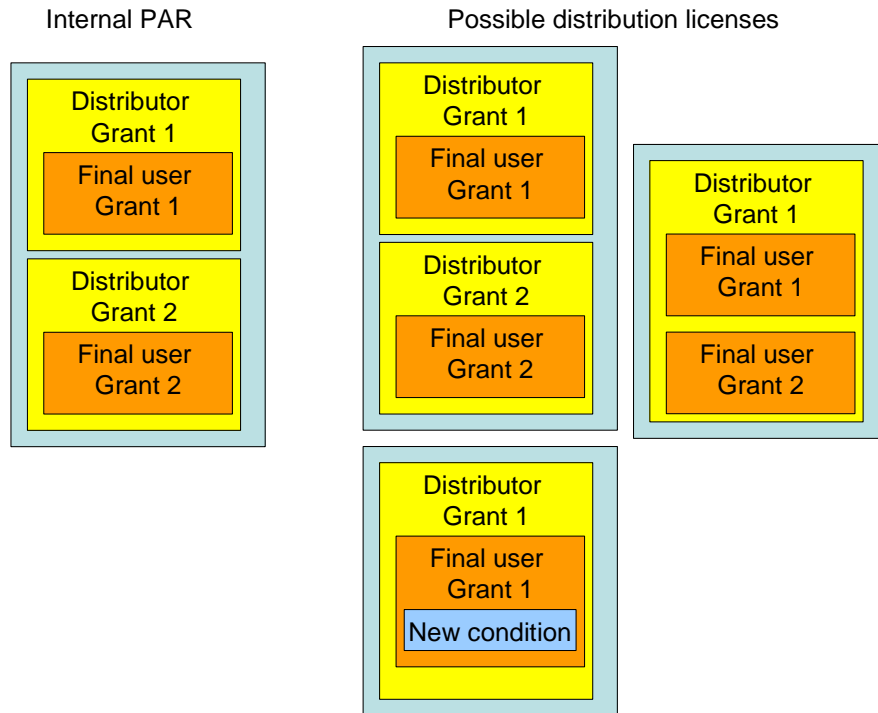 Internal PAR
Possible distribution licenses
Distributor
Grant 1
Final user
Grant 1
Distributor
Grant 2
Final user
Grant 2
Distributor
Grant 1
Final user
Grant 1
Distributor
Grant 2
Final user
Grant 2
Distributor
Grant 1
Final user
Grant 1
Final user
Grant 2
Distributor
Grant 1
Final user
Grant 1
New condition